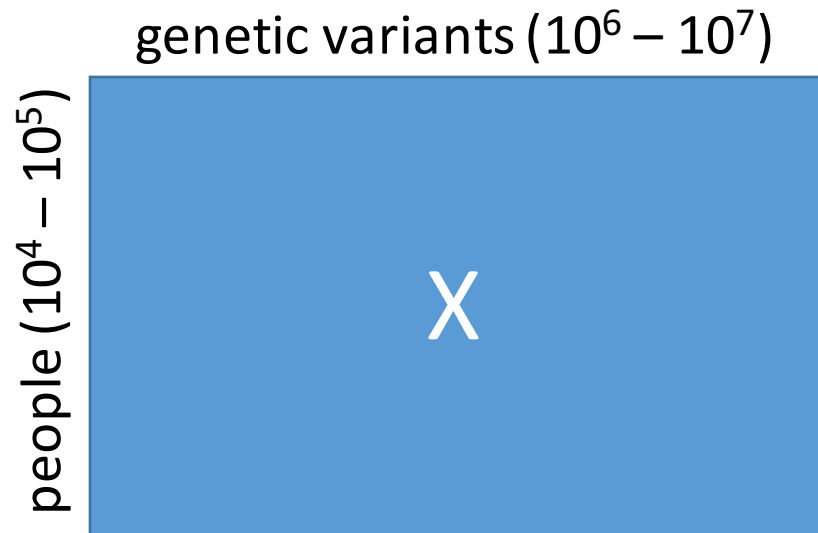 genetic variants (10⁶ – 10⁷)
people (10⁴ – 10⁵)
X